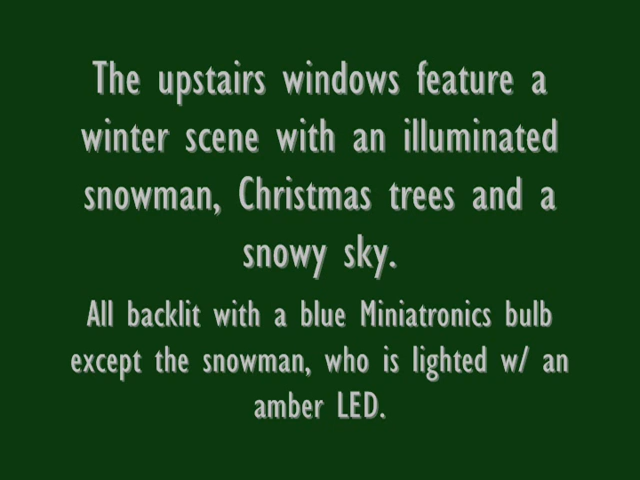 The upstairs windows feature a
winter scene with an illuminated
snowman, Christmas trees and a
snowy sky.
All backlit with a blue Miniatronics bulb
except the snowman, who is lighted w/ an
amber LED.